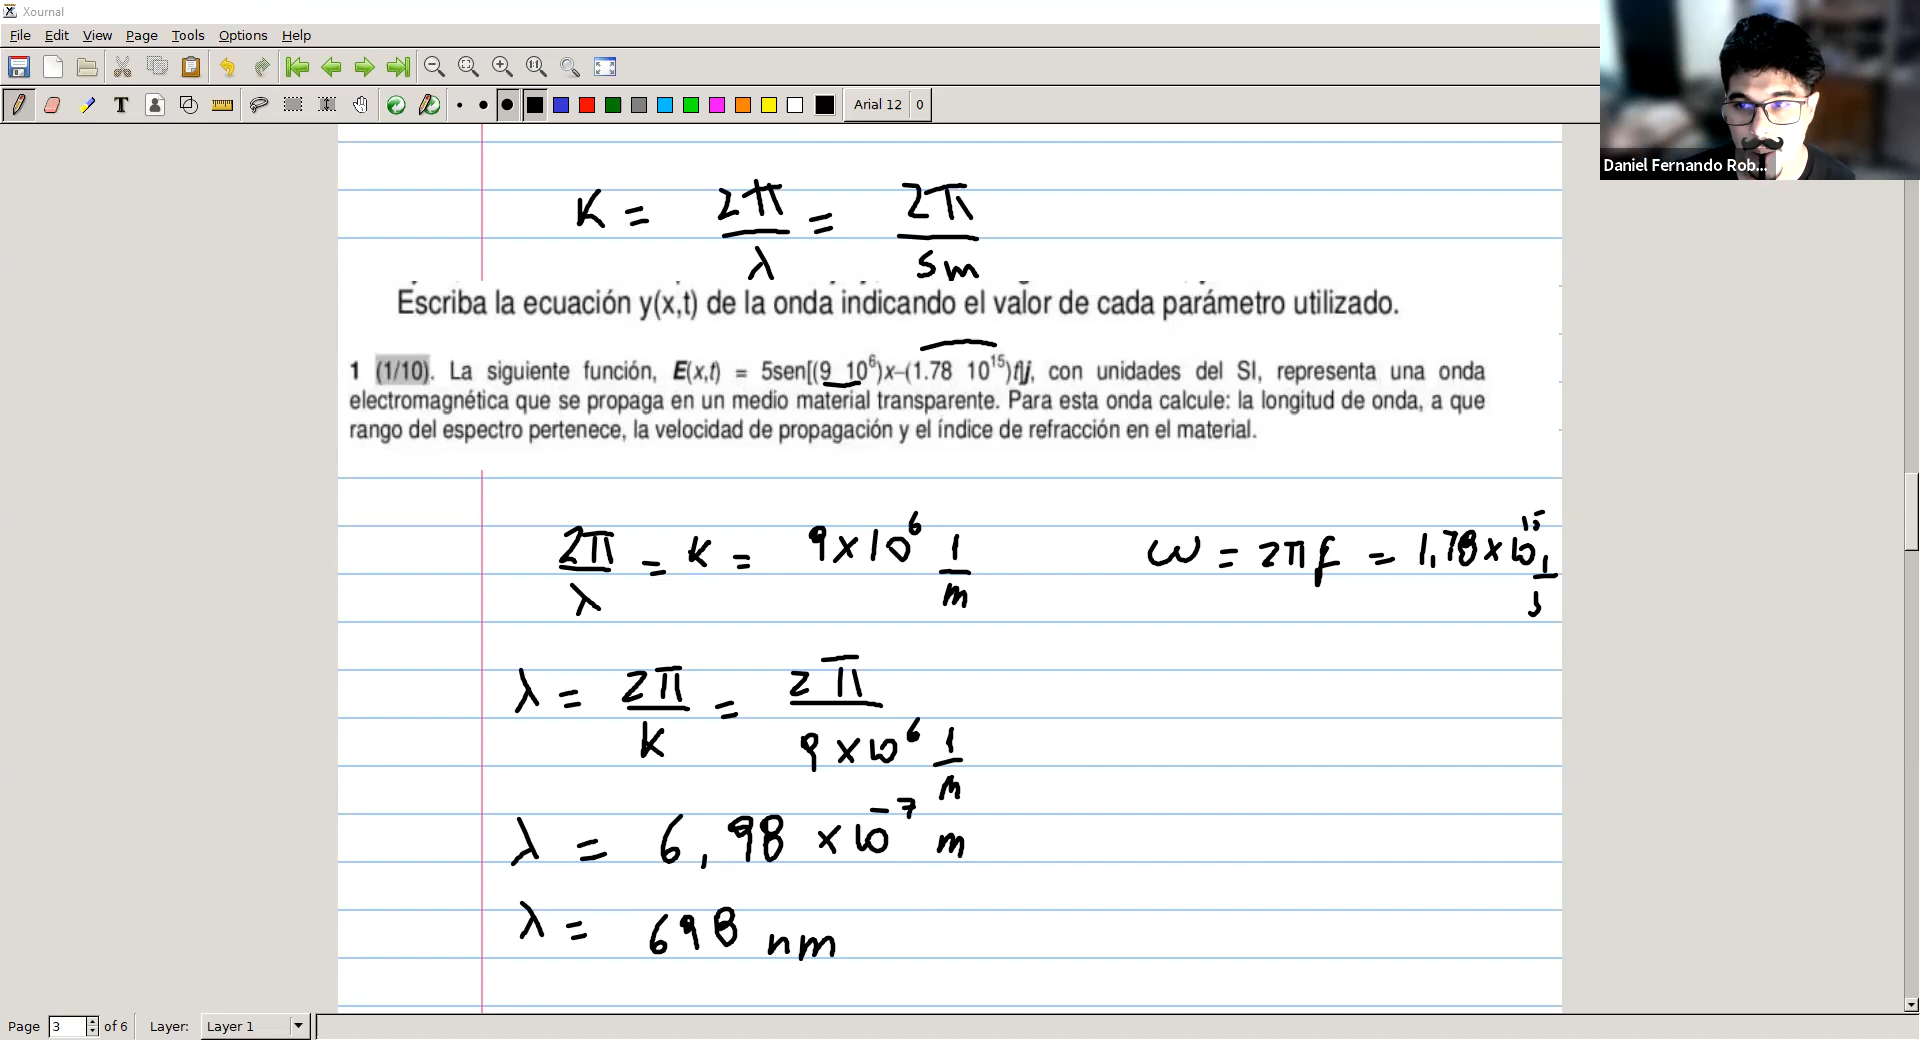 Xournal
File Edit View Page Tools Options Help
T Arial 12 0
Daniel Fernando Rob...
K = 2π/λ = 2π/5m
Escriba la ecuación y(x,t) de la onda indicando el valor de cada parámetro utilizado.
1 (1/10). La siguiente función, E(x,t) = 5sen[(9 10⁶)x–(1.78 10¹⁵)t]j, con unidades del SI, representa una onda
electromagnética que se propaga en un medio material transparente. Para esta onda calcule: la longitud de onda, a que
rango del espectro pertenece, la velocidad de propagación y el índice de refracción en el material.
2π/λ = K = 9×10⁶ 1/m ω = 2πf = 1,78×10¹⁵ 1/s
λ = 2π/k = 2π/9×10⁶ 1/m
λ = 6,98 ×10⁻⁷ m
λ = 698 nm
Page 3 of 6 Layer: Layer 1